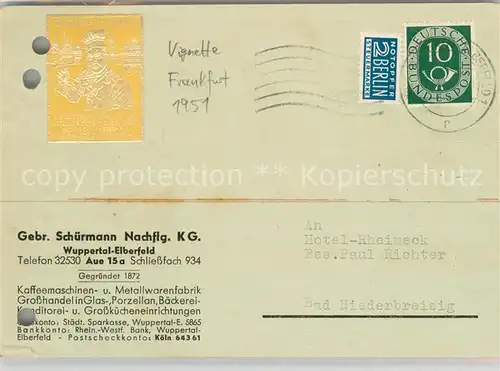 Vignette
Frankfurt
1951
NOTOPFER
2 BERLIN
STEUERMARKE
DEUTSCHE
BUNDESPOST
10
copy protection ** Kopierschutz
Gebr. Schürmann Nachflg. KG.
Wuppertal-Elberfeld
Telefon 32530 Aue 15a Schließfach 934
Gegründet 1872
Kaffeemaschinen- u. Metallwarenfabrik
Großhandel in Glas-, Porzellan, Bäckerei-
Konditorei- u. Großkücheneinrichtungen
konto: Städt. Sparkasse, Wuppertal-E. 5865
Bankkonto: Rhein.-Westf. Bank, Wuppertal-
Elberfeld - Postscheckkonto: Köln 64361
An
Hotel-Rheineck
Bes.Paul Richter
Bad Niederbreisig